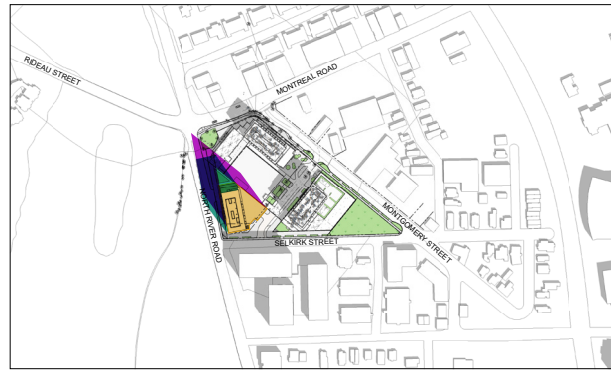 RIDEAU STREET
MONTREAL ROAD
NORTH RIVER ROAD
MONTGOMERY STREET
SELKIRK STREET